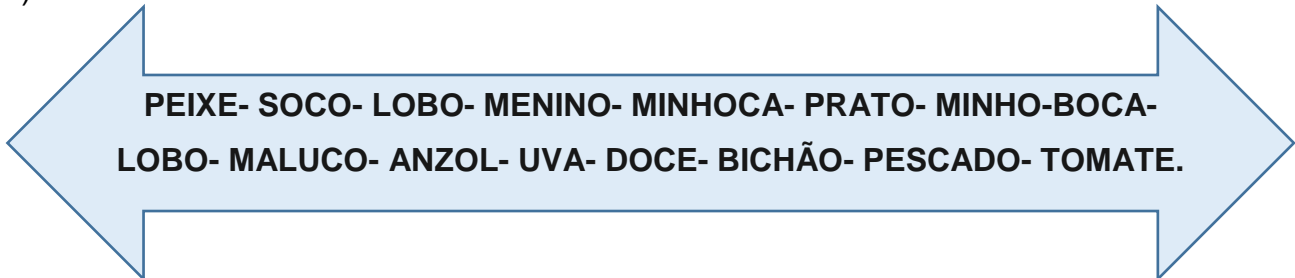 PEIXE- SOCO- LOBO- MENINO- MINHOCA- PRATO- MINHO-BOCA-
LOBO- MALUCO- ANZOL- UVA- DOCE- BICHÃO- PESCADO- TOMATE.